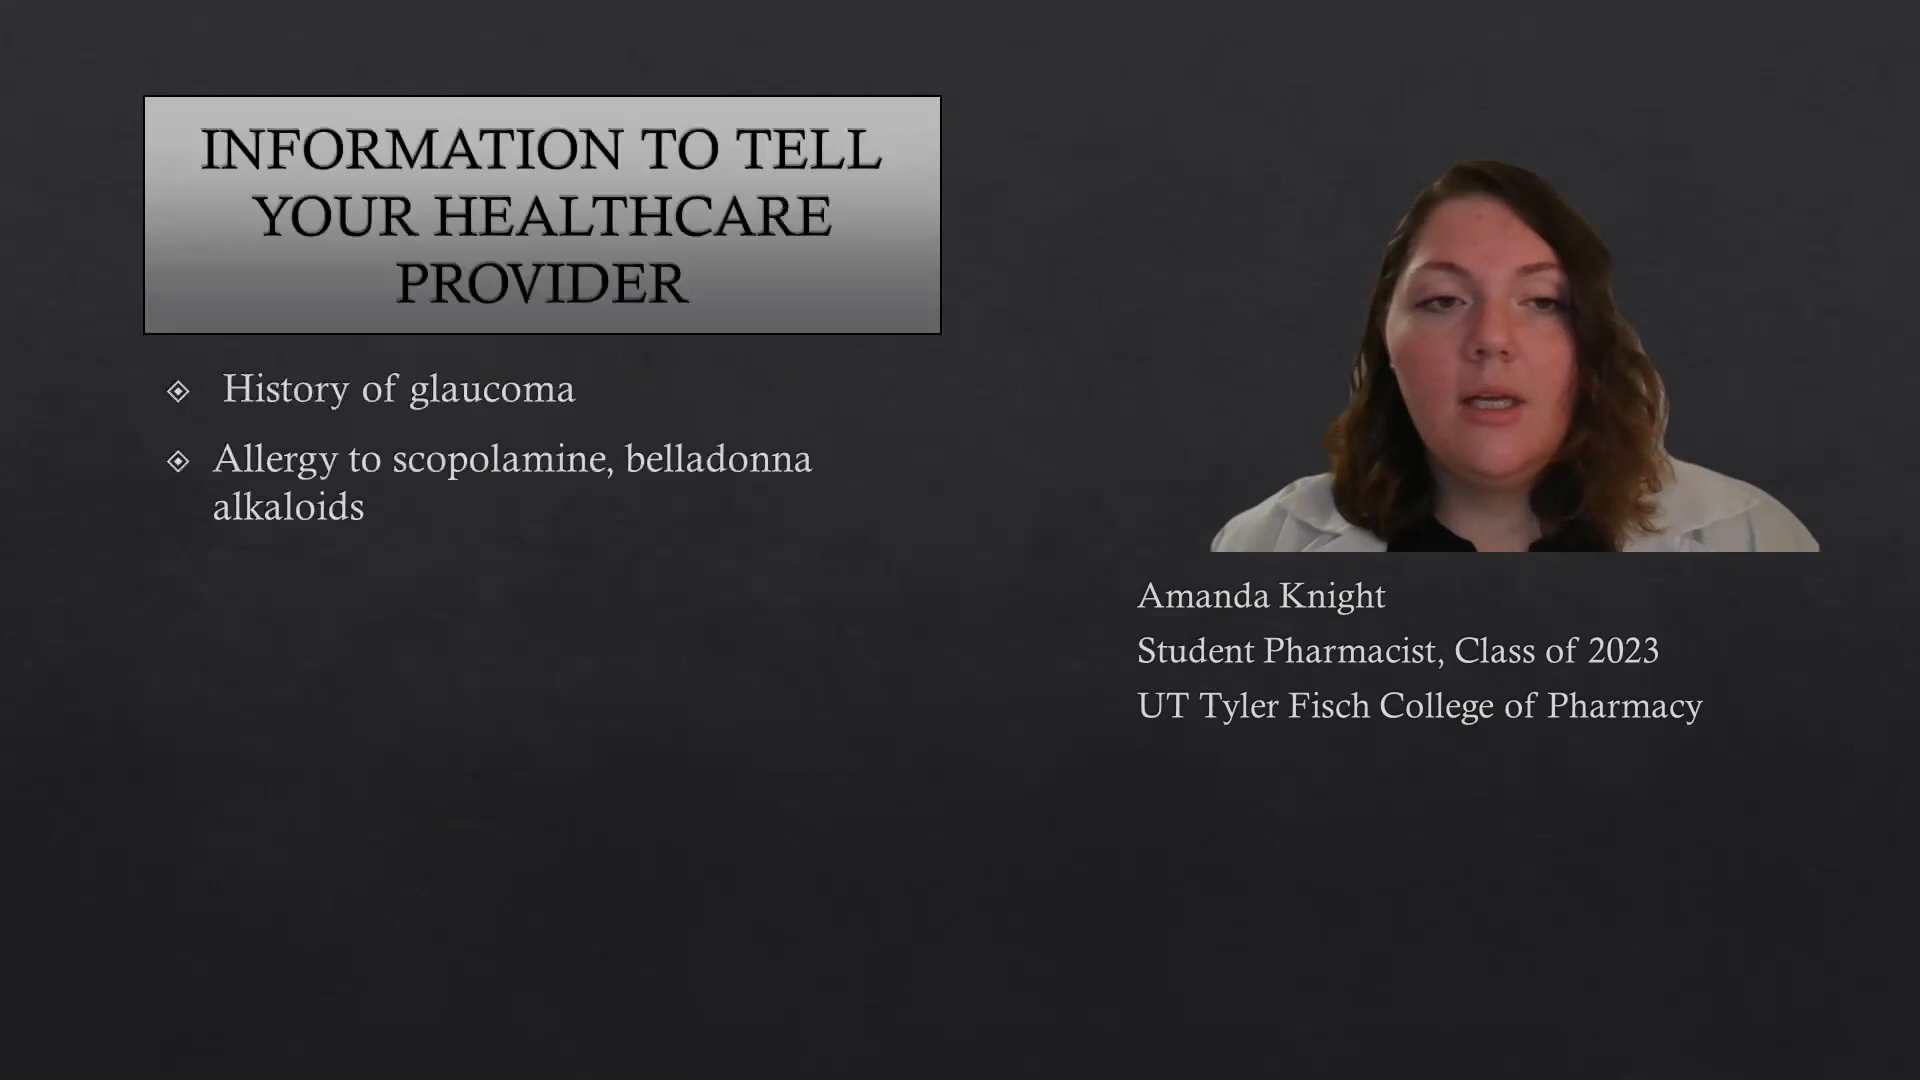 INFORMATION TO TELL
YOUR HEALTHCARE
PROVIDER
History of glaucoma
Allergy to scopolamine, belladonna
alkaloids
Amanda Knight
Student Pharmacist, Class of 2023
UT Tyler Fisch College of Pharmacy